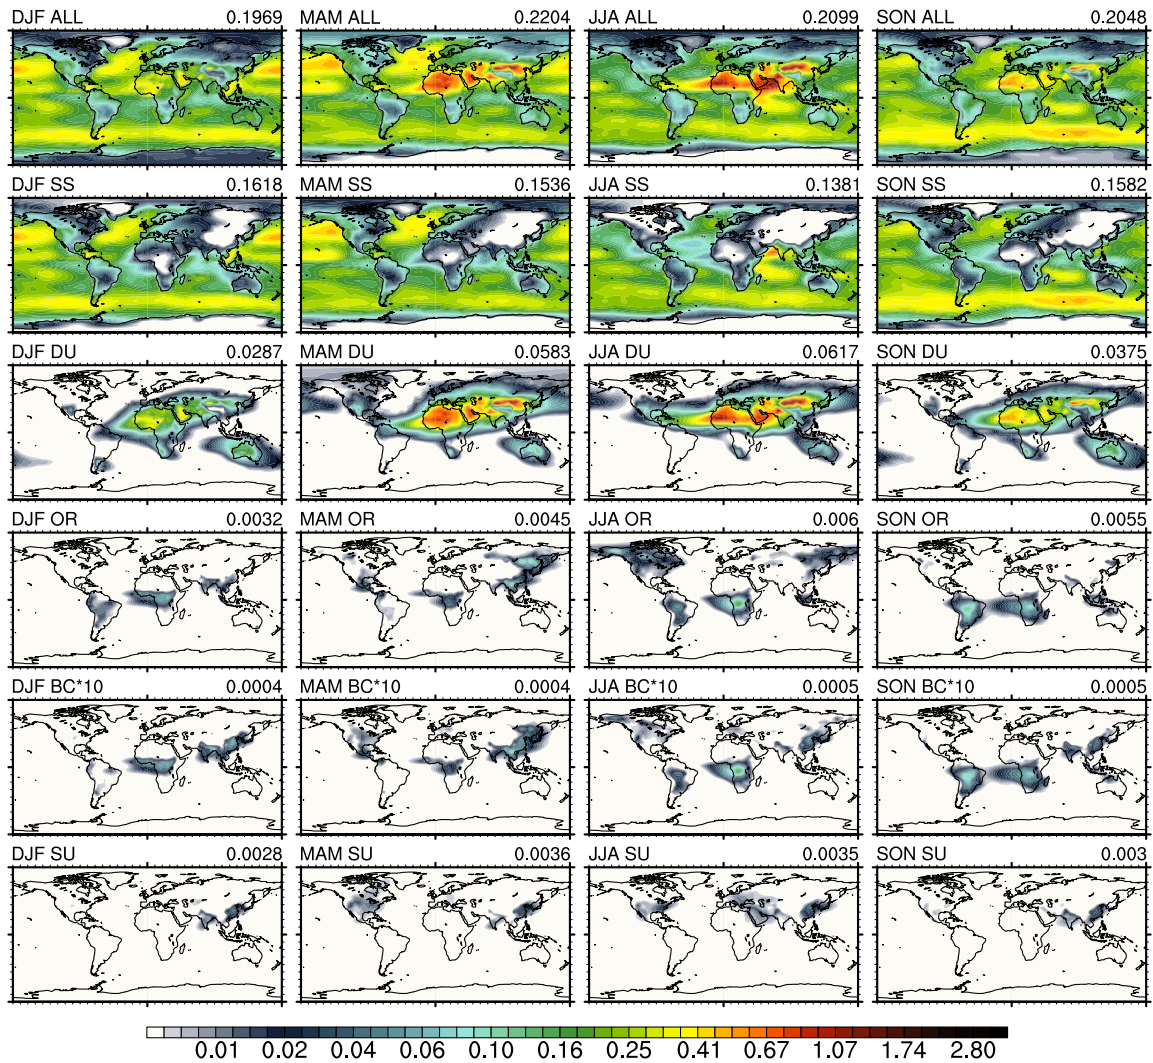 DJF ALL 0.1969 MAM ALL 0.2204 JJA ALL 0.2099 SON ALL 0.2048
DJF SS 0.1618 MAM SS 0.1536 JJA SS 0.1381 SON SS 0.1582
DJF DU 0.0287 MAM DU 0.0583 JJA DU 0.0617 SON DU 0.0375
DJF OR 0.0032 MAM OR 0.0045 JJA OR 0.006 SON OR 0.0055
DJF BC*10 0.0004 MAM BC*10 0.0004 JJA BC*10 0.0005 SON BC*10 0.0005
DJF SU 0.0028 MAM SU 0.0036 JJA SU 0.0035 SON SU 0.003
0.01 0.02 0.04 0.06 0.10 0.16 0.25 0.41 0.67 1.07 1.74 2.80